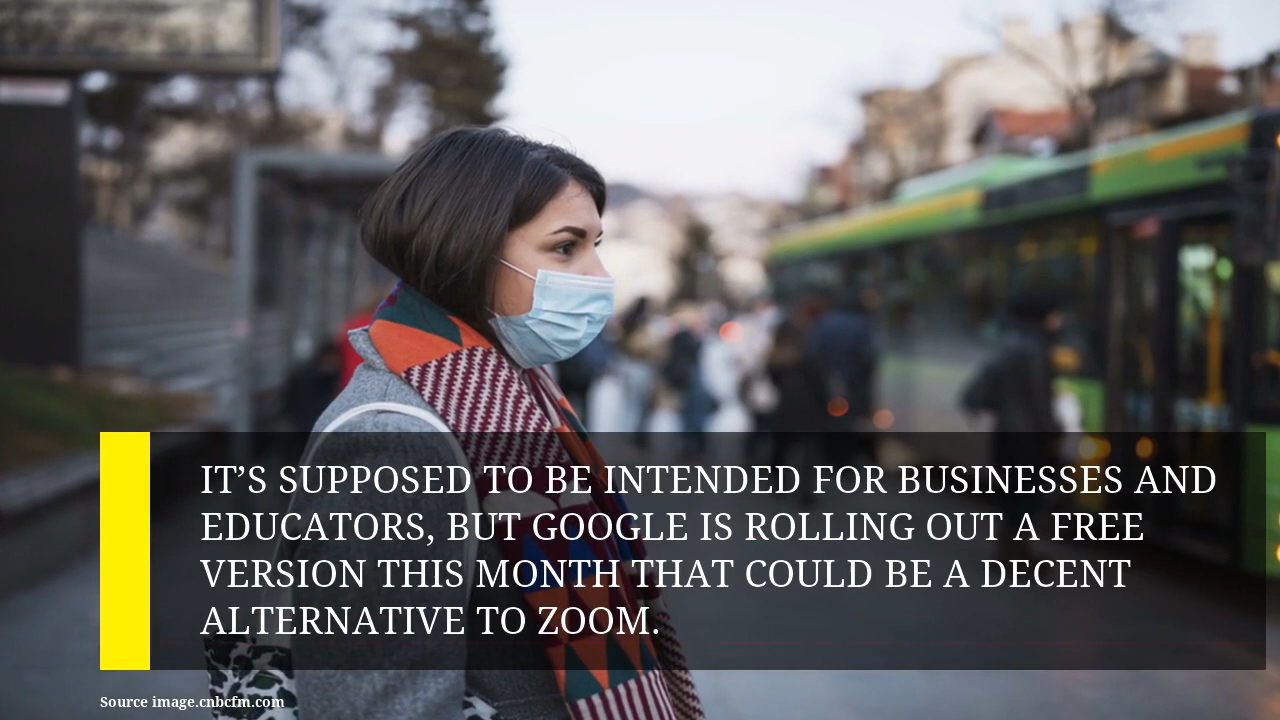 IT’S SUPPOSED TO BE INTENDED FOR BUSINESSES AND
EDUCATORS, BUT GOOGLE IS ROLLING OUT A FREE
VERSION THIS MONTH THAT COULD BE A DECENT
ALTERNATIVE TO ZOOM.
Source image.cnbcfm.com